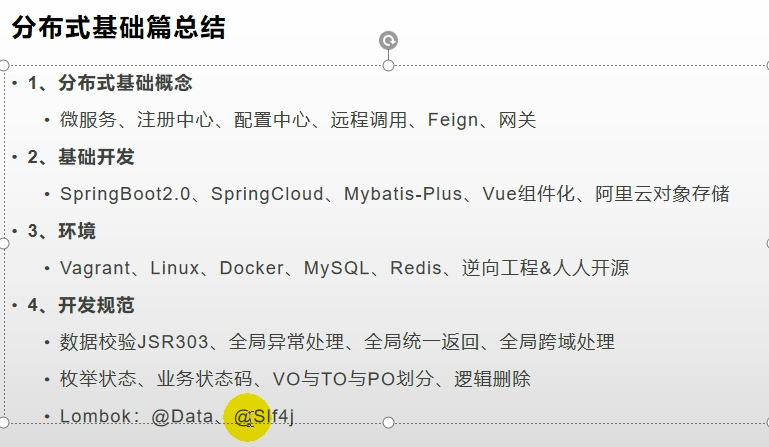 分布式基础篇总结
• 1、分布式基础概念
• 微服务、注册中心、配置中心、远程调用、Feign、网关
• 2、基础开发
• SpringBoot2.0、SpringCloud、Mybatis-Plus、Vue组件化、阿里云对象存储
• 3、环境
• Vagrant、Linux、Docker、MySQL、Redis、逆向工程&人人开源
• 4、开发规范
• 数据校验JSR303、全局异常处理、全局统一返回、全局跨域处理
• 枚举状态、业务状态码、VO与TO与PO划分、逻辑删除
• Lombok：@Data、@Slf4j